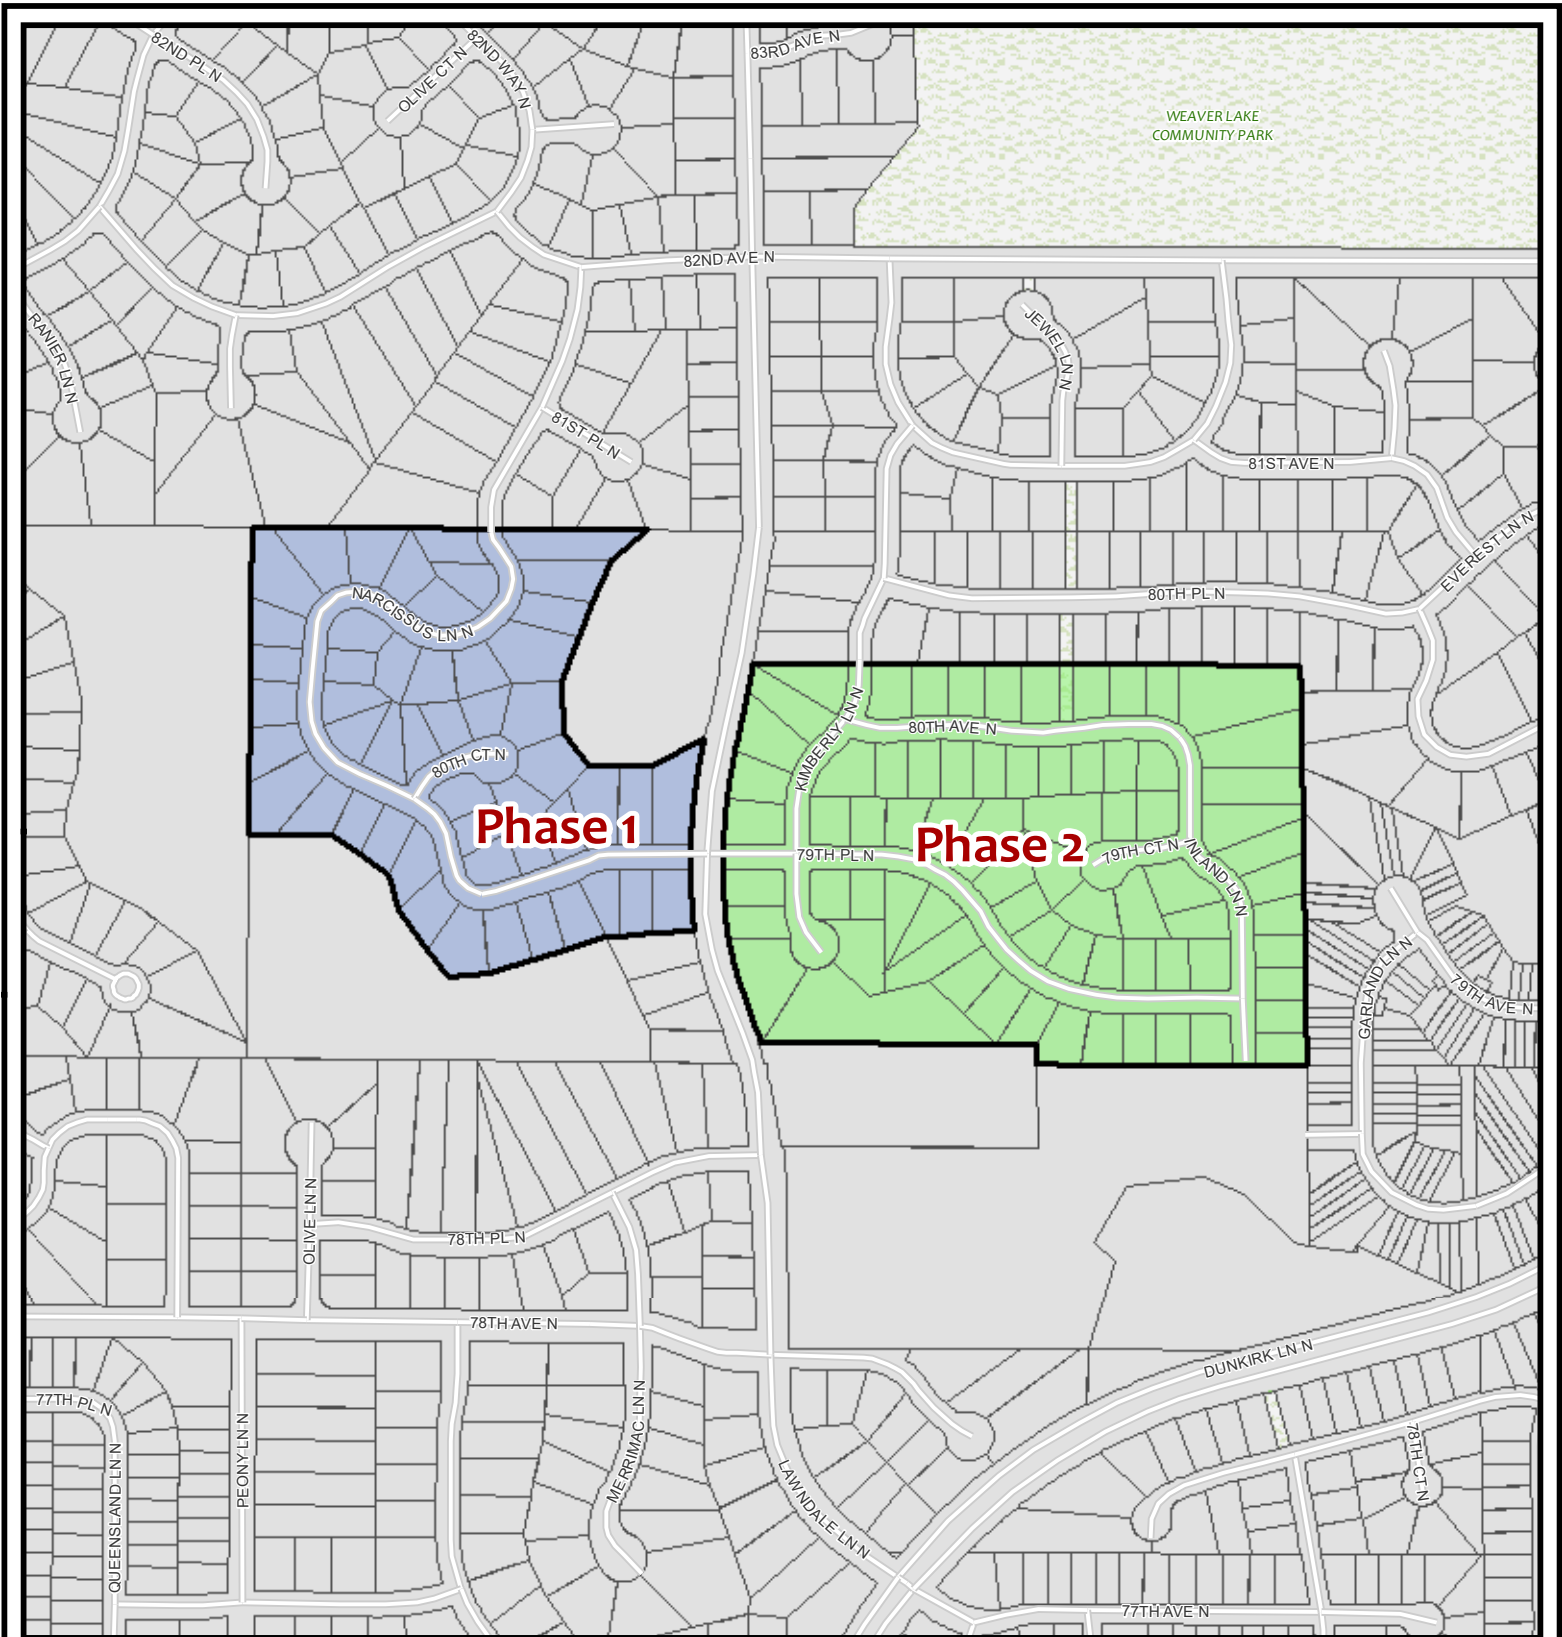 82ND PL N
OLIVE CT N
82ND WAY N
83RD AVE N
WEAVER LAKE
COMMUNITY PARK
82ND AVE N
RANIER LN N
JEWEL LN N
81ST PL N
81ST AVE N
EVEREST LN N
NARCISSUS LN N
80TH PL N
80TH CT N
KIMBERLY LN N
80TH AVE N
Phase 1
79TH PL N
Phase 2
79TH CT N
INLAND LN N
GARLAND LN N
79TH AVE N
OLIVE LN N
78TH PL N
78TH AVE N
DUNKIRK LN N
77TH PL N
QUEENSLAND LN N
PEONY LN N
MERRIMAC LN N
LAWNDALE LN N
78TH CT N
77TH AVE N